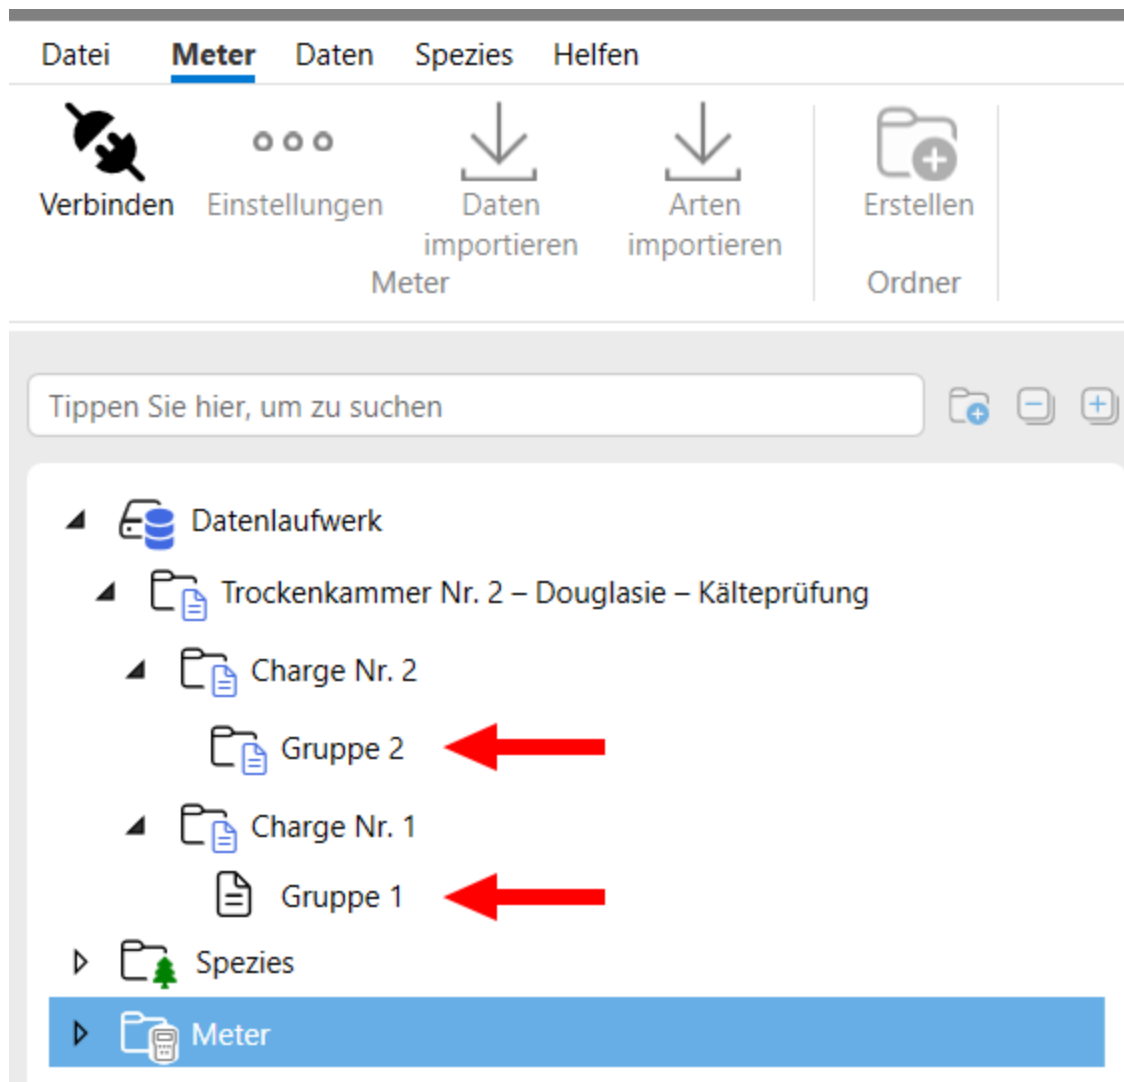 Datei Meter Daten Spezies Helfen
Verbinden Einstellungen Daten importieren Arten importieren Erstellen
Meter Ordner
Tippen Sie hier, um zu suchen
Datenlaufwerk
Trockenkammer Nr. 2 – Douglasie – Kälteprüfung
Charge Nr. 2
Gruppe 2
Charge Nr. 1
Gruppe 1
Spezies
Meter